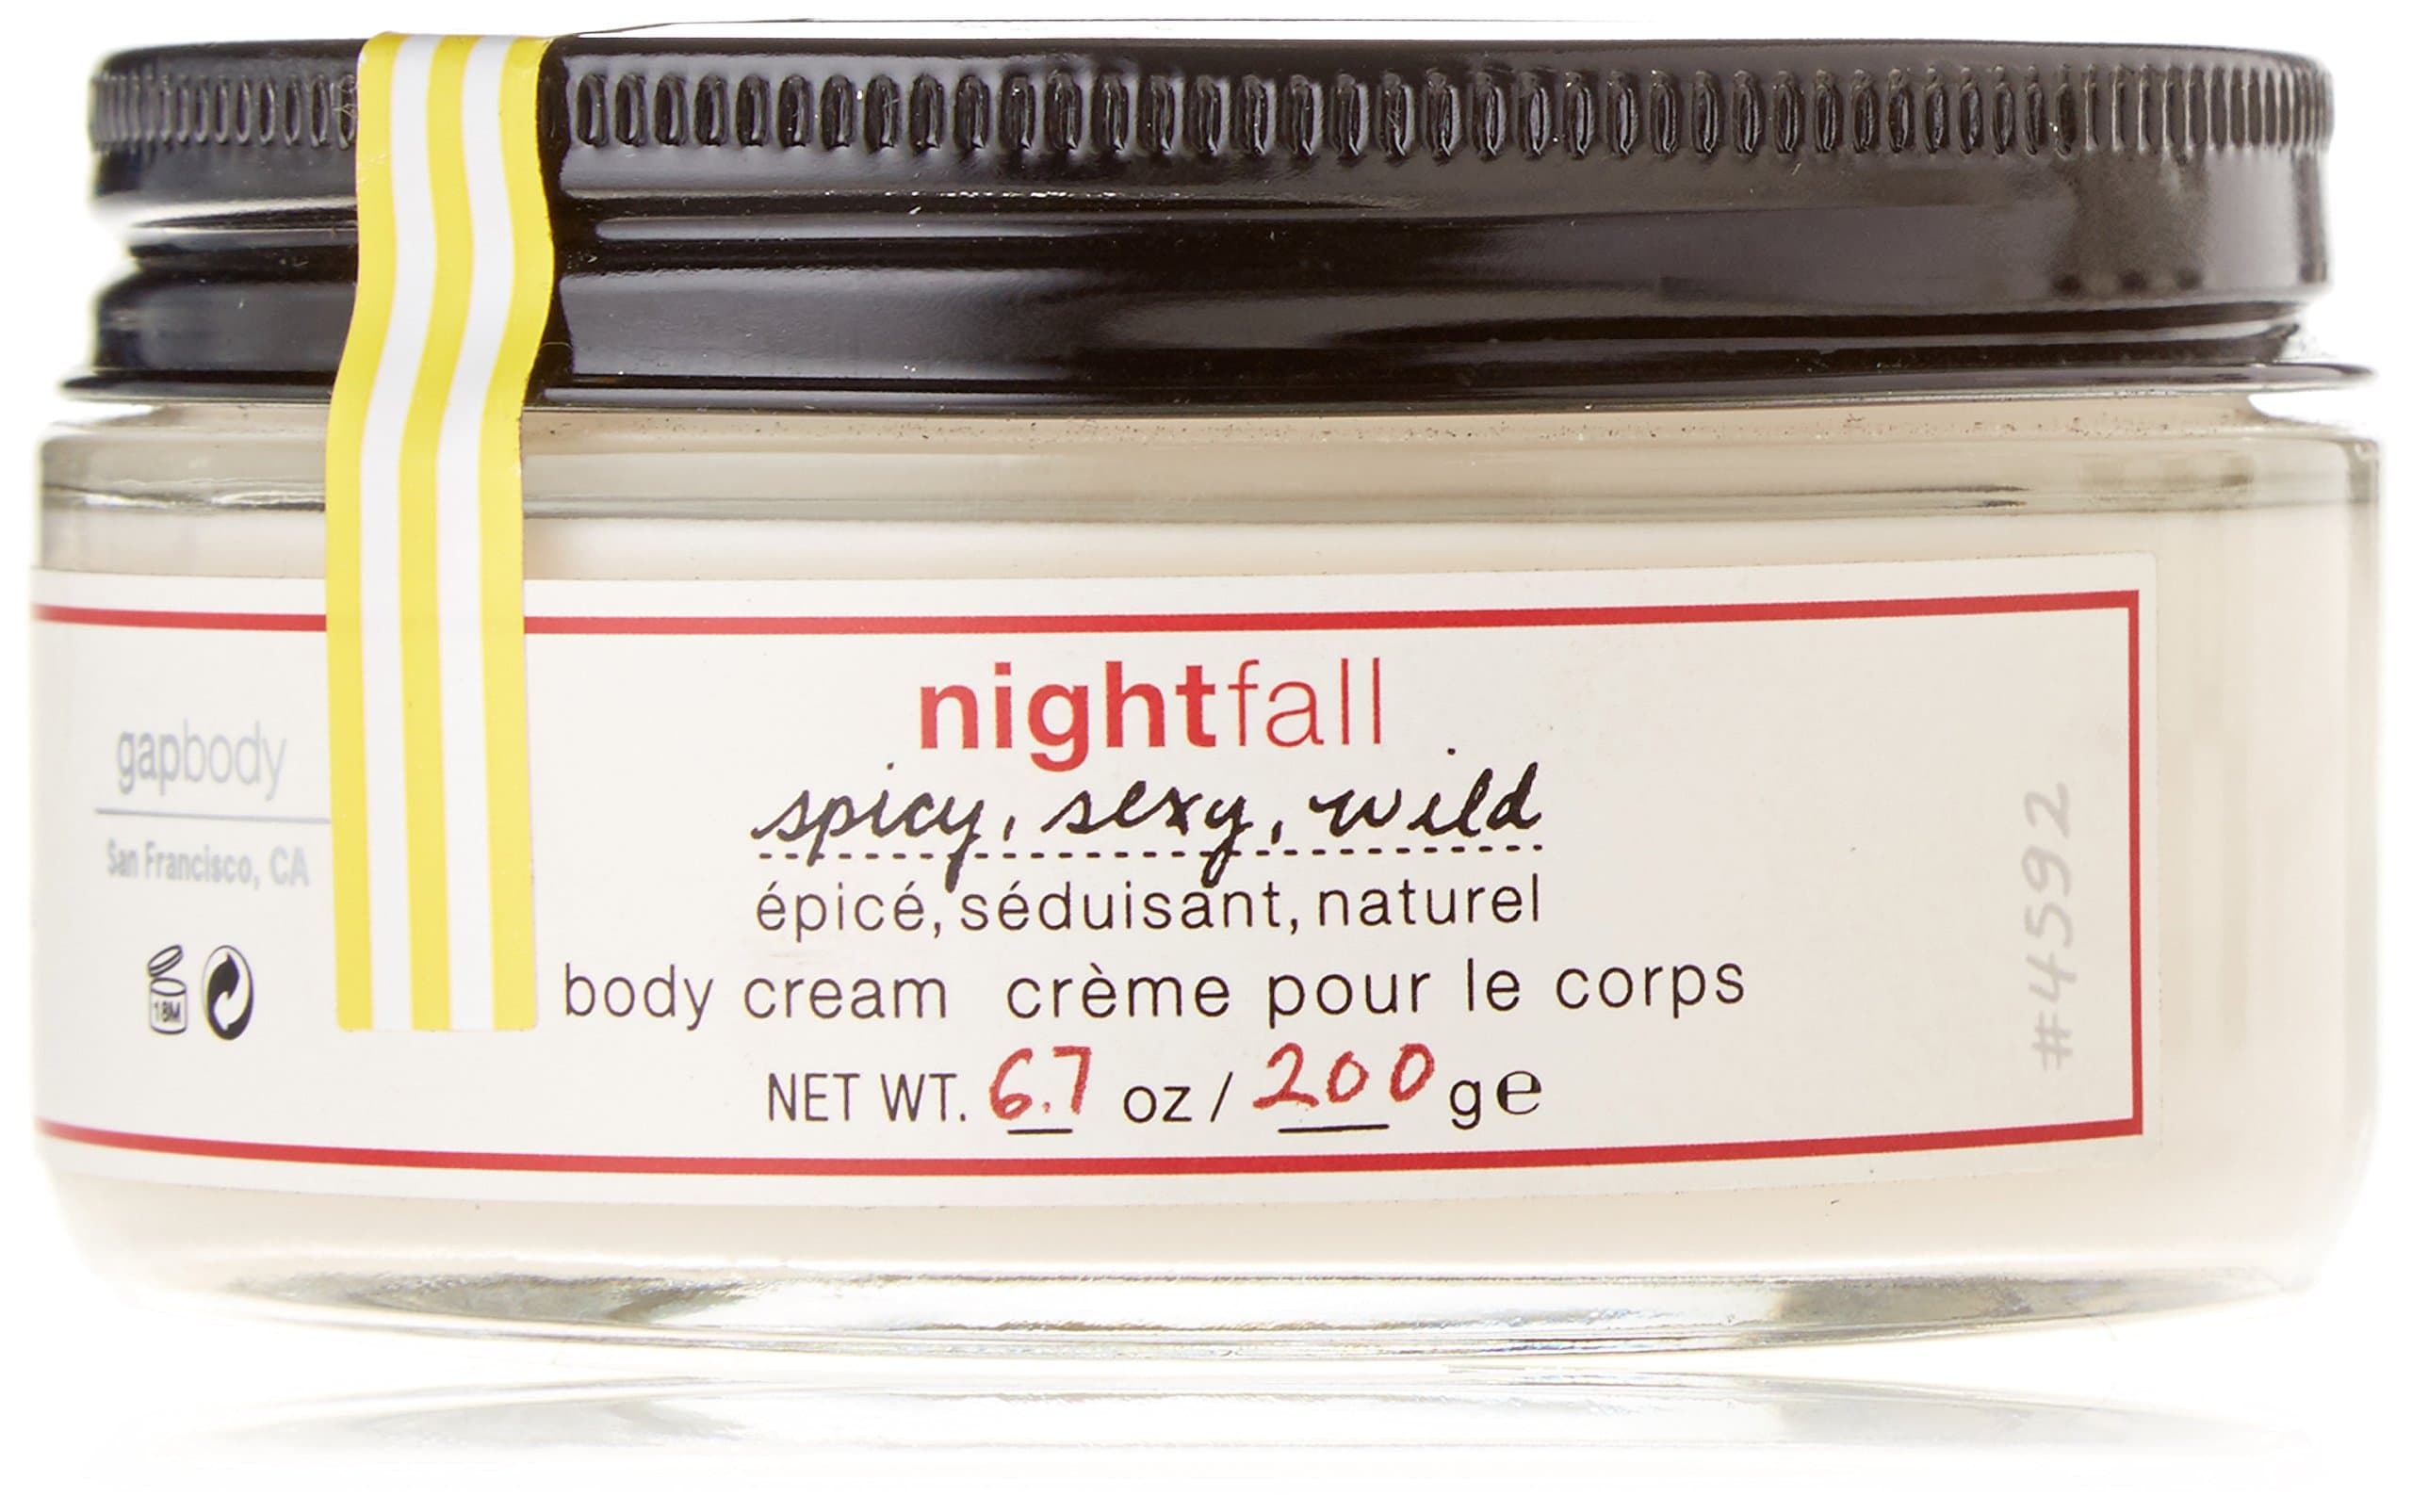 gapbody
San Francisco, CA
18M
nightfall
spicy, sexy, wild
épicé, séduisant, naturel
body cream crème pour le corps
NET WT. 6.7 oz / 200 g ℮
#4592